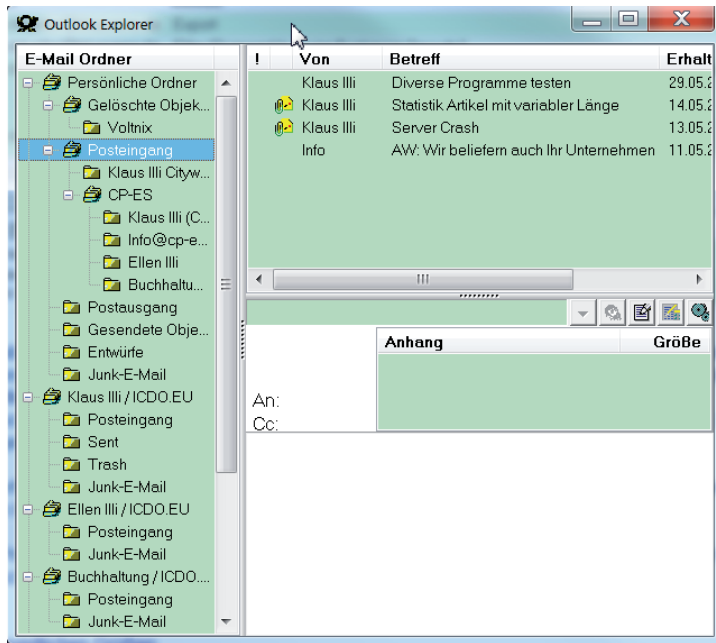 Outlook Explorer
E-Mail Ordner
Persönliche Ordner
Gelöschte Objek...
Voltnix
Posteingang
Klaus Illi Cityw...
CP-ES
Klaus Illi (C...
Info@cp-e...
Ellen Illi
Buchhaltu...
Postausgang
Gesendete Obje...
Entwürfe
Junk-E-Mail
Klaus Illi / ICDO.EU
Posteingang
Sent
Trash
Junk-E-Mail
Ellen Illi / ICDO.EU
Posteingang
Junk-E-Mail
Buchhaltung / ICDO....
Posteingang
Junk-E-Mail
! Von Betreff Erhalt
Klaus Illi Diverse Programme testen 29.05.2
Klaus Illi Statistik Artikel mit variabler Länge 14.05.2
Klaus Illi Server Crash 13.05.2
Info AW: Wir beliefern auch Ihr Unternehmen 11.05.2
Anhang Größe
An:
Cc: